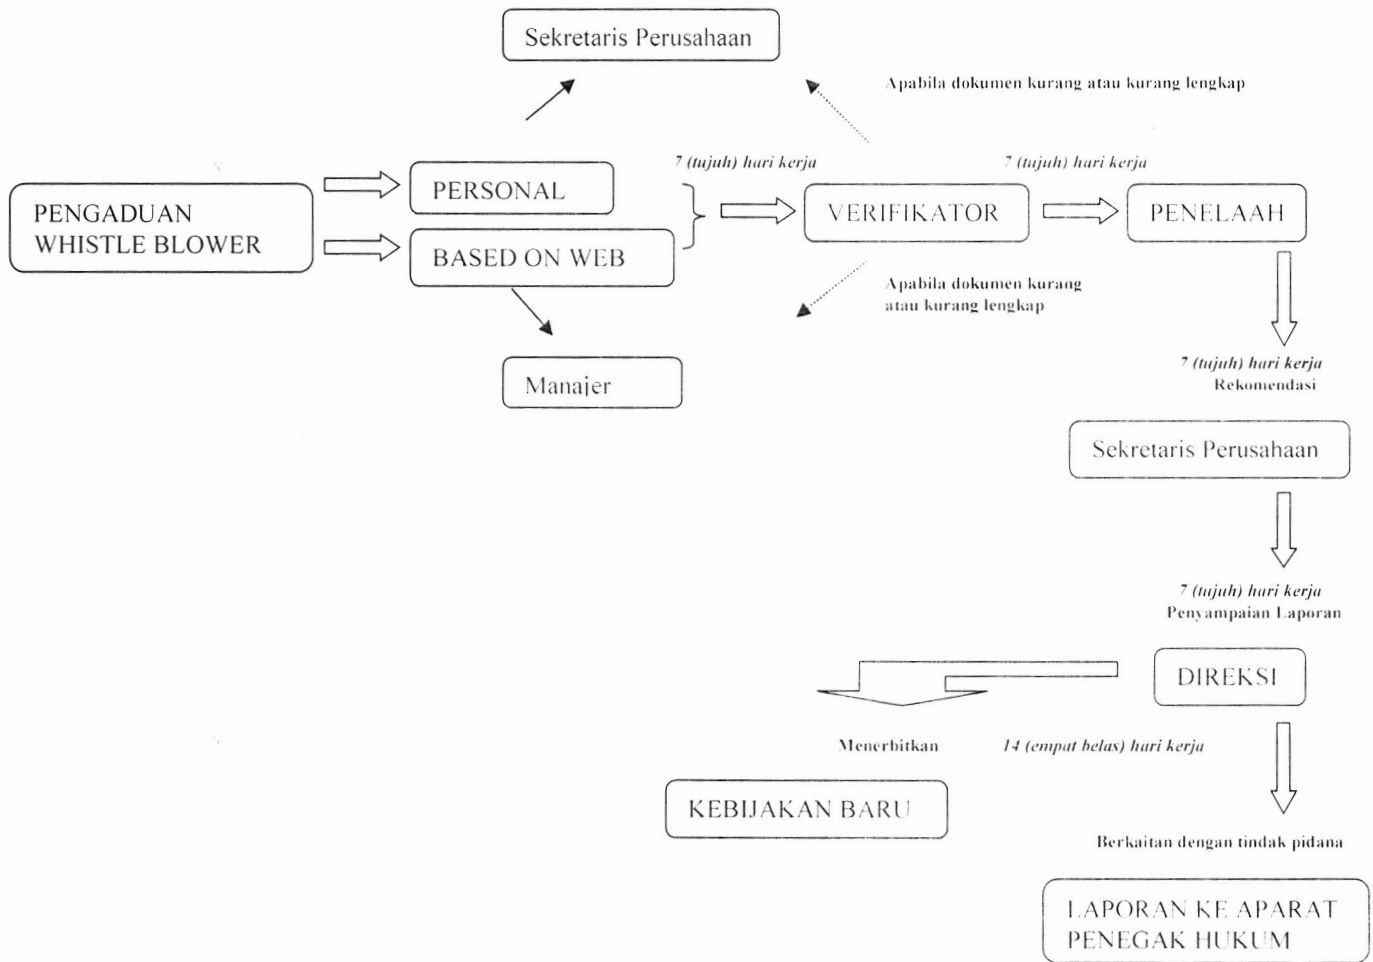 Sekretaris Perusahaan
Apabila dokumen kurang atau kurang lengkap
7 (tujuh) hari kerja
7 (tujuh) hari kerja
PERSONAL
PENGADUAN
WHISTLE BLOWER
VERIFIKATOR
PENELAAH
BASED ON WEB
Apabila dokumen kurang
atau kurang lengkap
Manajer
7 (tujuh) hari kerja
Rekomendasi
Sekretaris Perusahaan
7 (tujuh) hari kerja
Penyampaian Laporan
DIREKSI
Menerbitkan
14 (empat belas) hari kerja
KEBIJAKAN BARU
Berkaitan dengan tindak pidana
LAPORAN KE APARAT
PENEGAK HUKUM